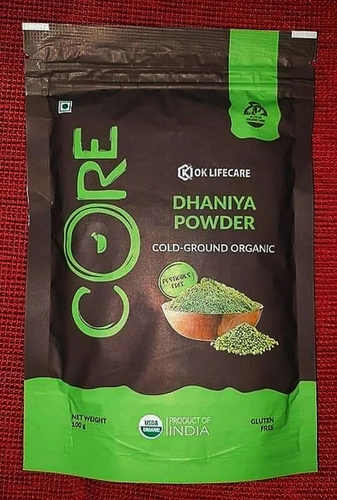 CORE
OK LIFECARE
DHANIYA
POWDER
COLD-GROUND ORGANIC
PESTICIDE
FREE
NET WEIGHT
100 g
USDA
ORGANIC
PRODUCT OF
INDIA
GLUTEN
FREE